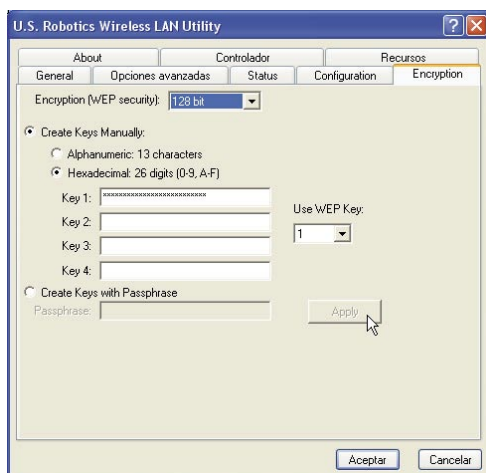 U.S. Robotics Wireless LAN Utility
About Controlador Recursos
General Opciones avanzadas Status Configuration Encryption
Encryption (WEP security): 128 bit
Create Keys Manually:
Alphanumeric: 13 characters
Hexadecimal: 26 digits (0-9, A-F)
Key 1: **************************
Use WEP Key:
Key 2:
1
Key 3:
Key 4:
Create Keys with Passphrase
Passphrase: Apply
Aceptar Cancelar